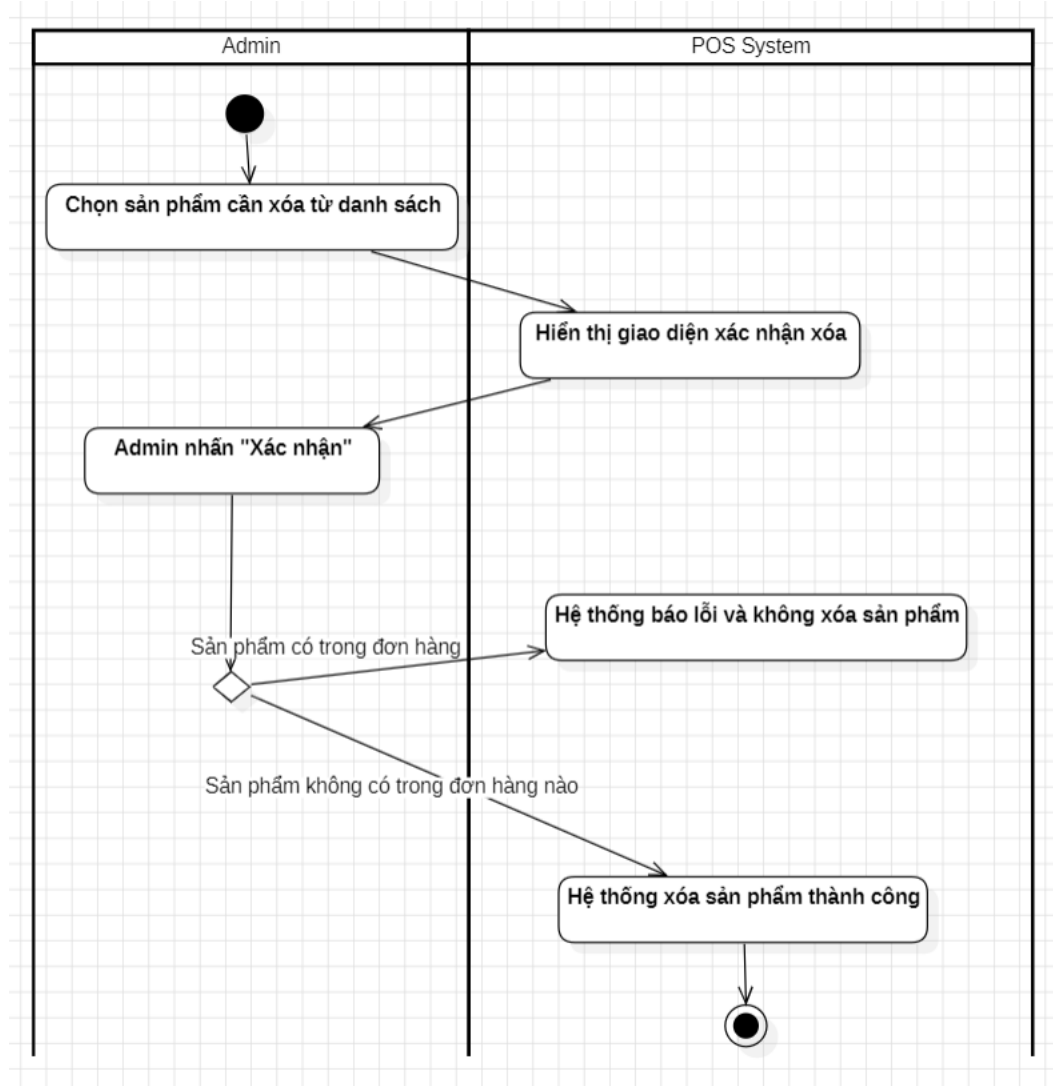 Admin
POS System
Chọn sản phẩm cần xóa từ danh sách
Hiển thị giao diện xác nhận xóa
Admin nhấn "Xác nhận"
Hệ thống báo lỗi và không xóa sản phẩm
Sản phẩm có trong đơn hàng
Sản phẩm không có trong đơn hàng nào
Hệ thống xóa sản phẩm thành công